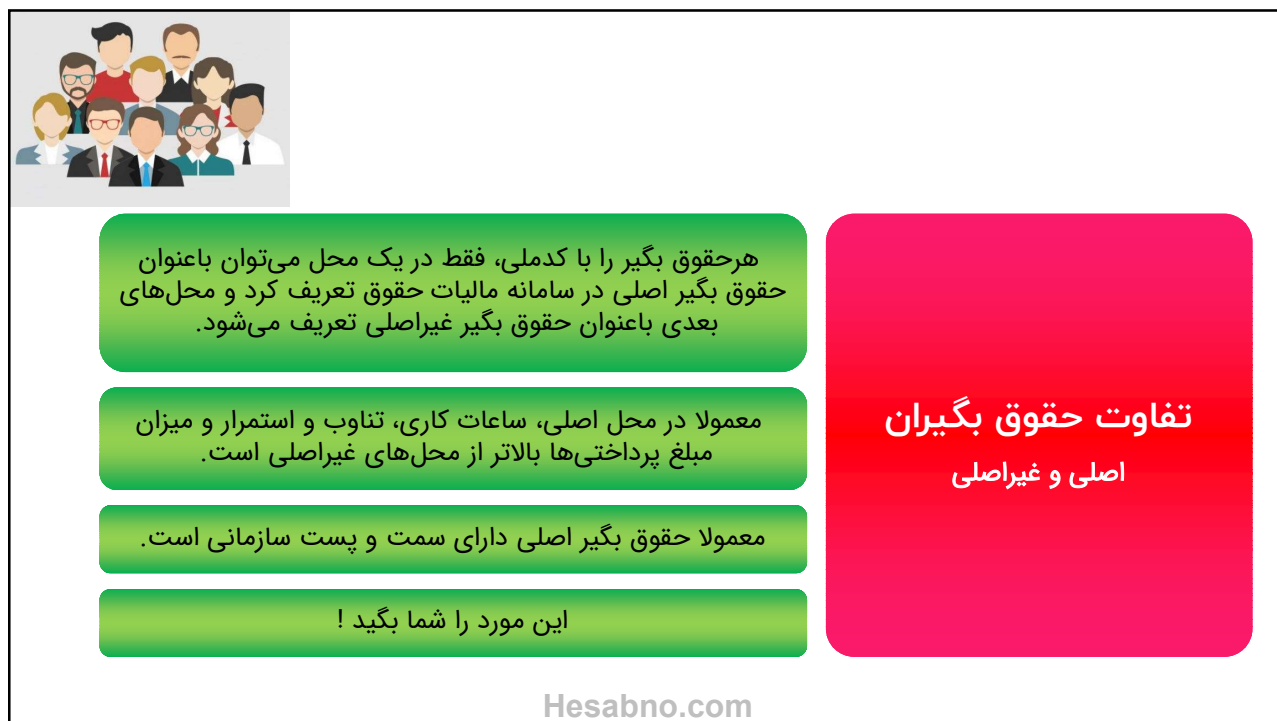 تفاوت حقوق بگیران
اصلی و غیراصلی
هرحقوق بگیر را با کدملی، فقط در یک محل می‌توان باعنوان
حقوق بگیر اصلی در سامانه مالیات حقوق تعریف کرد و محل‌های
بعدی باعنوان حقوق بگیر غیراصلی تعریف می‌شود.
معمولا در محل اصلی، ساعات کاری، تناوب و استمرار و میزان
مبلغ پرداختی‌ها بالاتر از محل‌های غیراصلی است.
معمولا حقوق بگیر اصلی دارای سمت و پست سازمانی است.
این مورد را شما بگید !
Hesabno.com